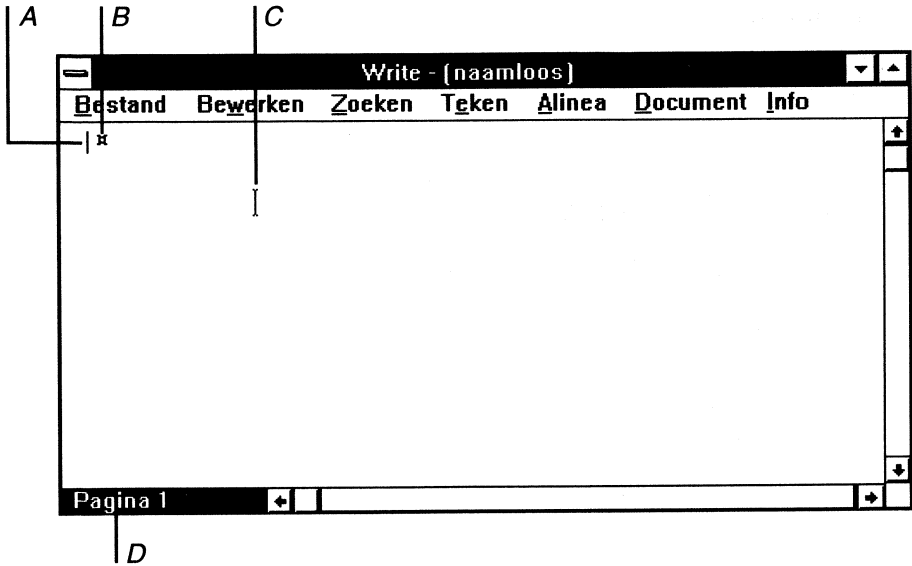 A B C
Write - (naamloos)
Bestand Bewerken Zoeken Teken Alinea Document Info
¤
Pagina 1
D